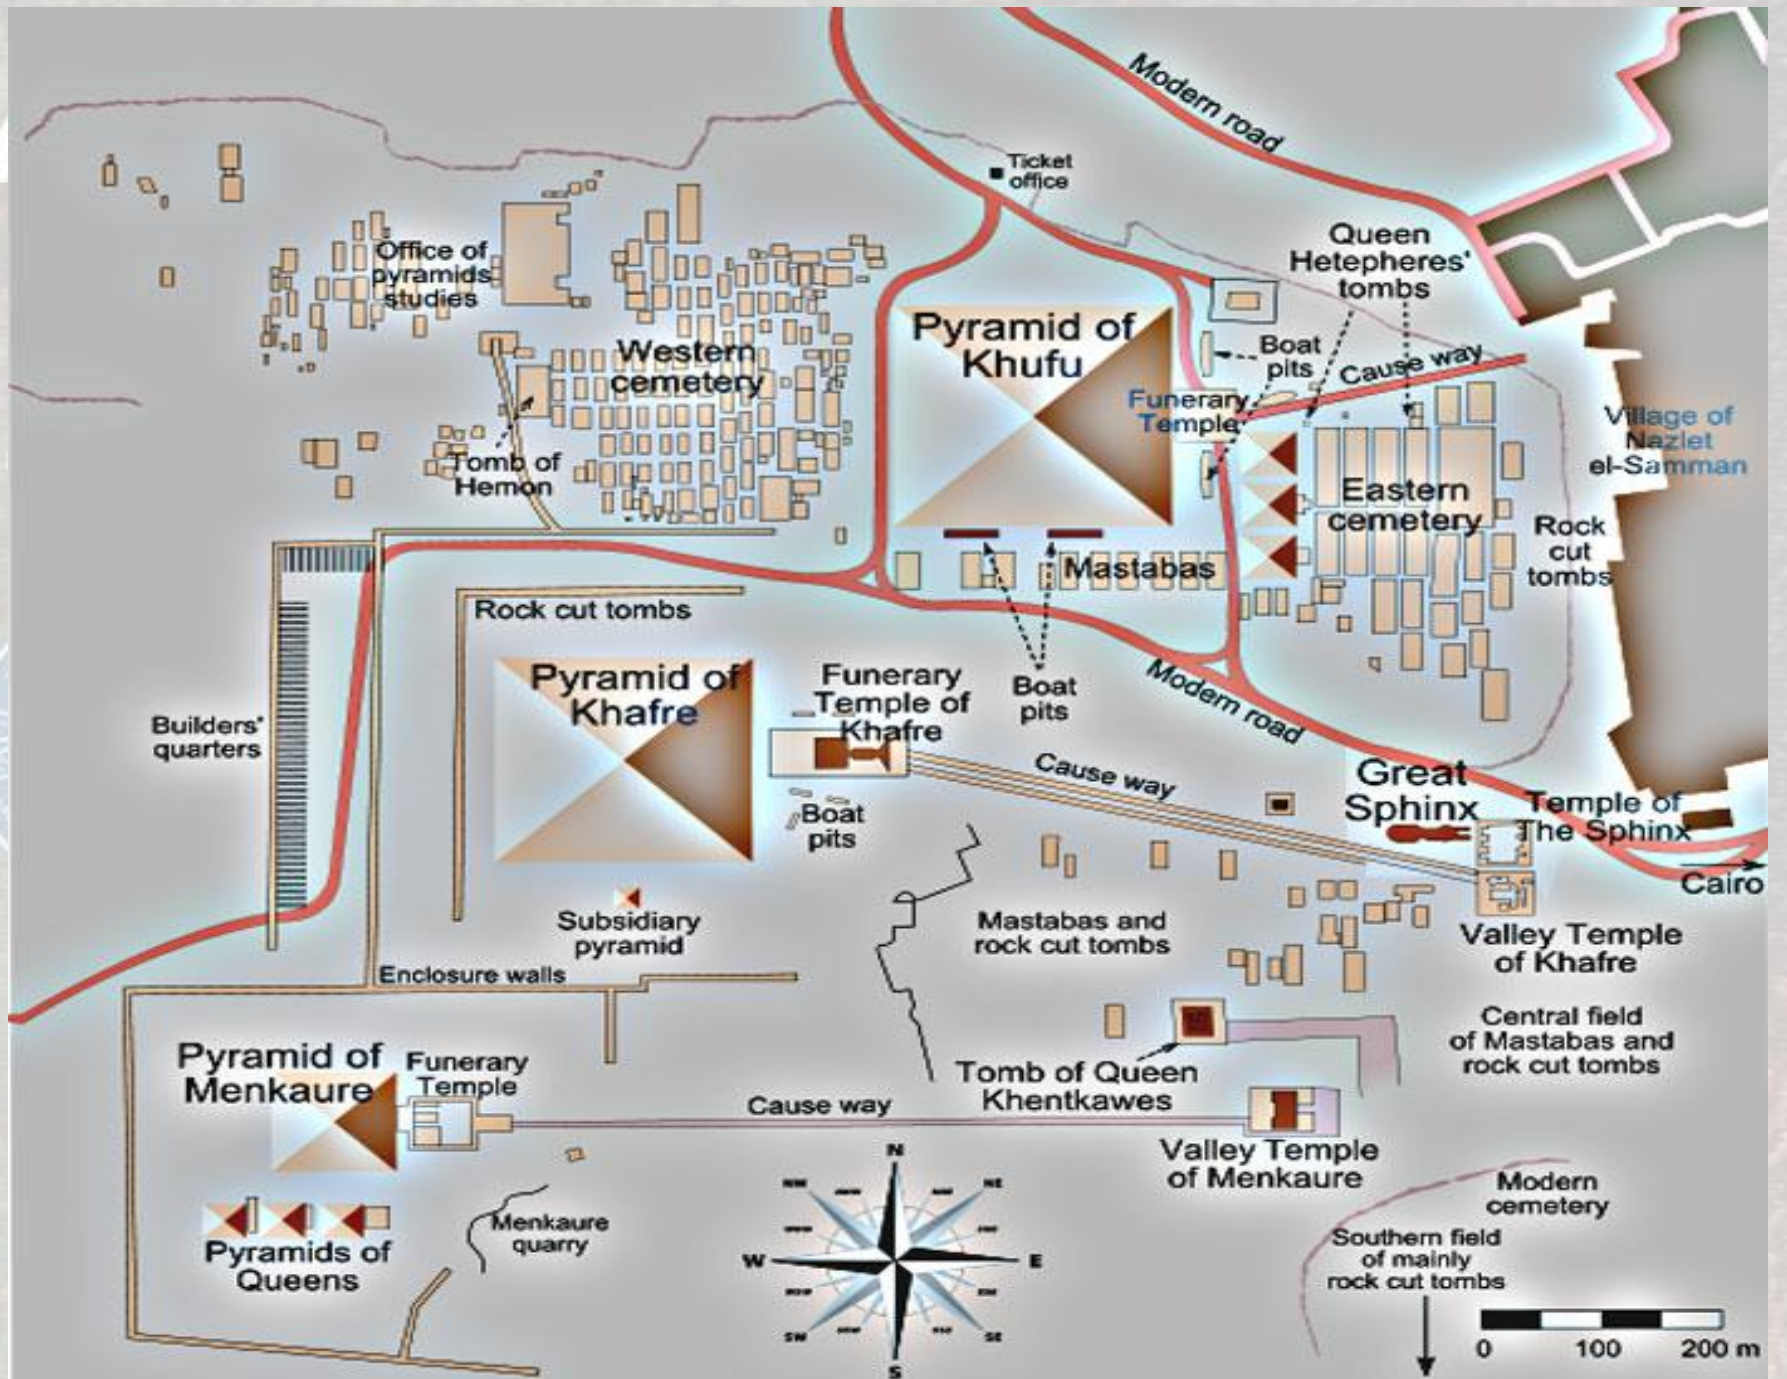 Modern road
Ticket
office
Queen
Hetepheres'
tombs
Office of
pyramids
studies
Pyramid of
Khufu
Boat
pits
Western
cemetery
Cause way
Funerary
Temple
Village of
Nazlet
el-Samman
Tomb of
Hemon
Eastern
cemetery
Rock
cut
tombs
Mastabas
Rock cut tombs
Pyramid of
Khafre
Funerary
Temple of
Khafre
Boat
pits
Modern road
Builders'
quarters
Cause way
Great
Sphinx
Temple of
The Sphinx
Boat
pits
Cairo
Subsidiary
pyramid
Mastabas and
rock cut tombs
Valley Temple
of Khafre
Enclosure walls
Central field
of Mastabas and
rock cut tombs
Pyramid of
Menkaure
Funerary
Temple
Tomb of Queen
Khentkawes
Cause way
Valley Temple
of Menkaure
N
NW
NE
W
E
SW
SE
S
Modern
cemetery
Menkaure
quarry
Pyramids of
Queens
Southern field
of mainly
rock cut tombs
0 100 200 m